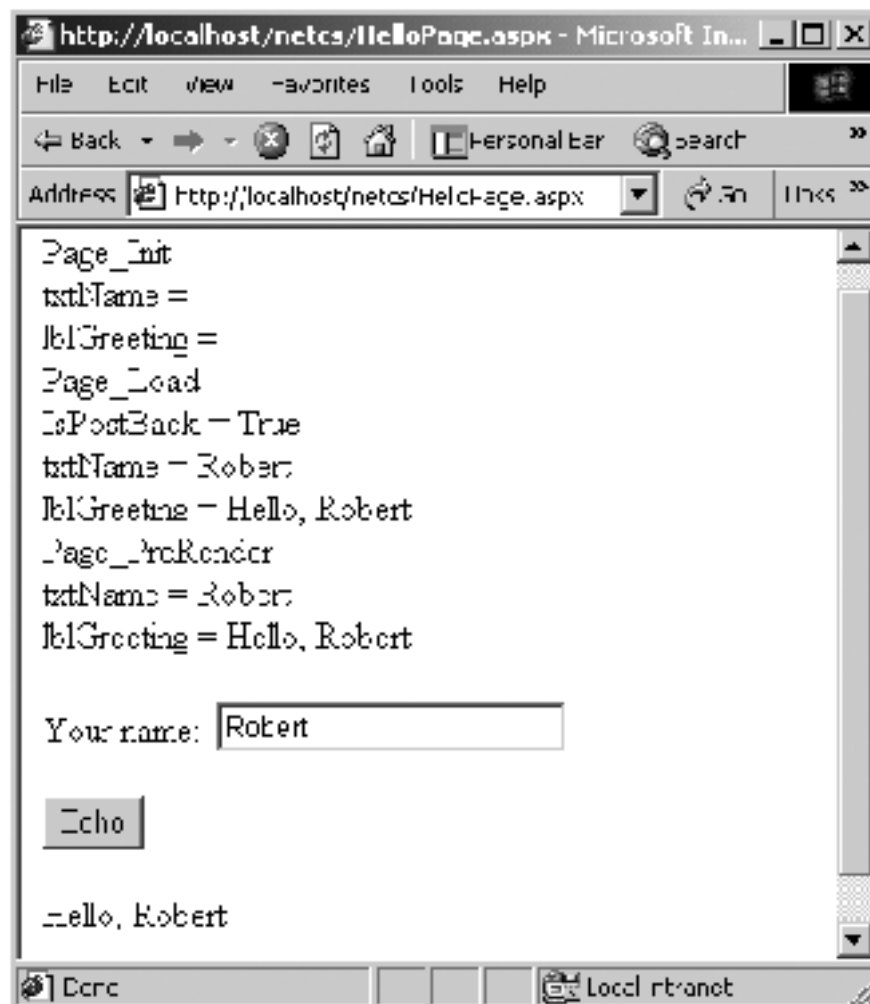 http://localhost/netcs/HelloPage.aspx - Microsoft In...
File Edit View Favorites Tools Help
Back Personal Bar Search »
Address http://localhost/netcs/HelloPage.aspx Go Links »
Page_Init
txtName =
lblGreeting =
Page_Load
IsPostBack = True
txtName = Robert
lblGreeting = Hello, Robert
Page_PreRender
txtName = Robert
lblGreeting = Hello, Robert
Your name: Robert
Echo
Hello, Robert
Done Local intranet